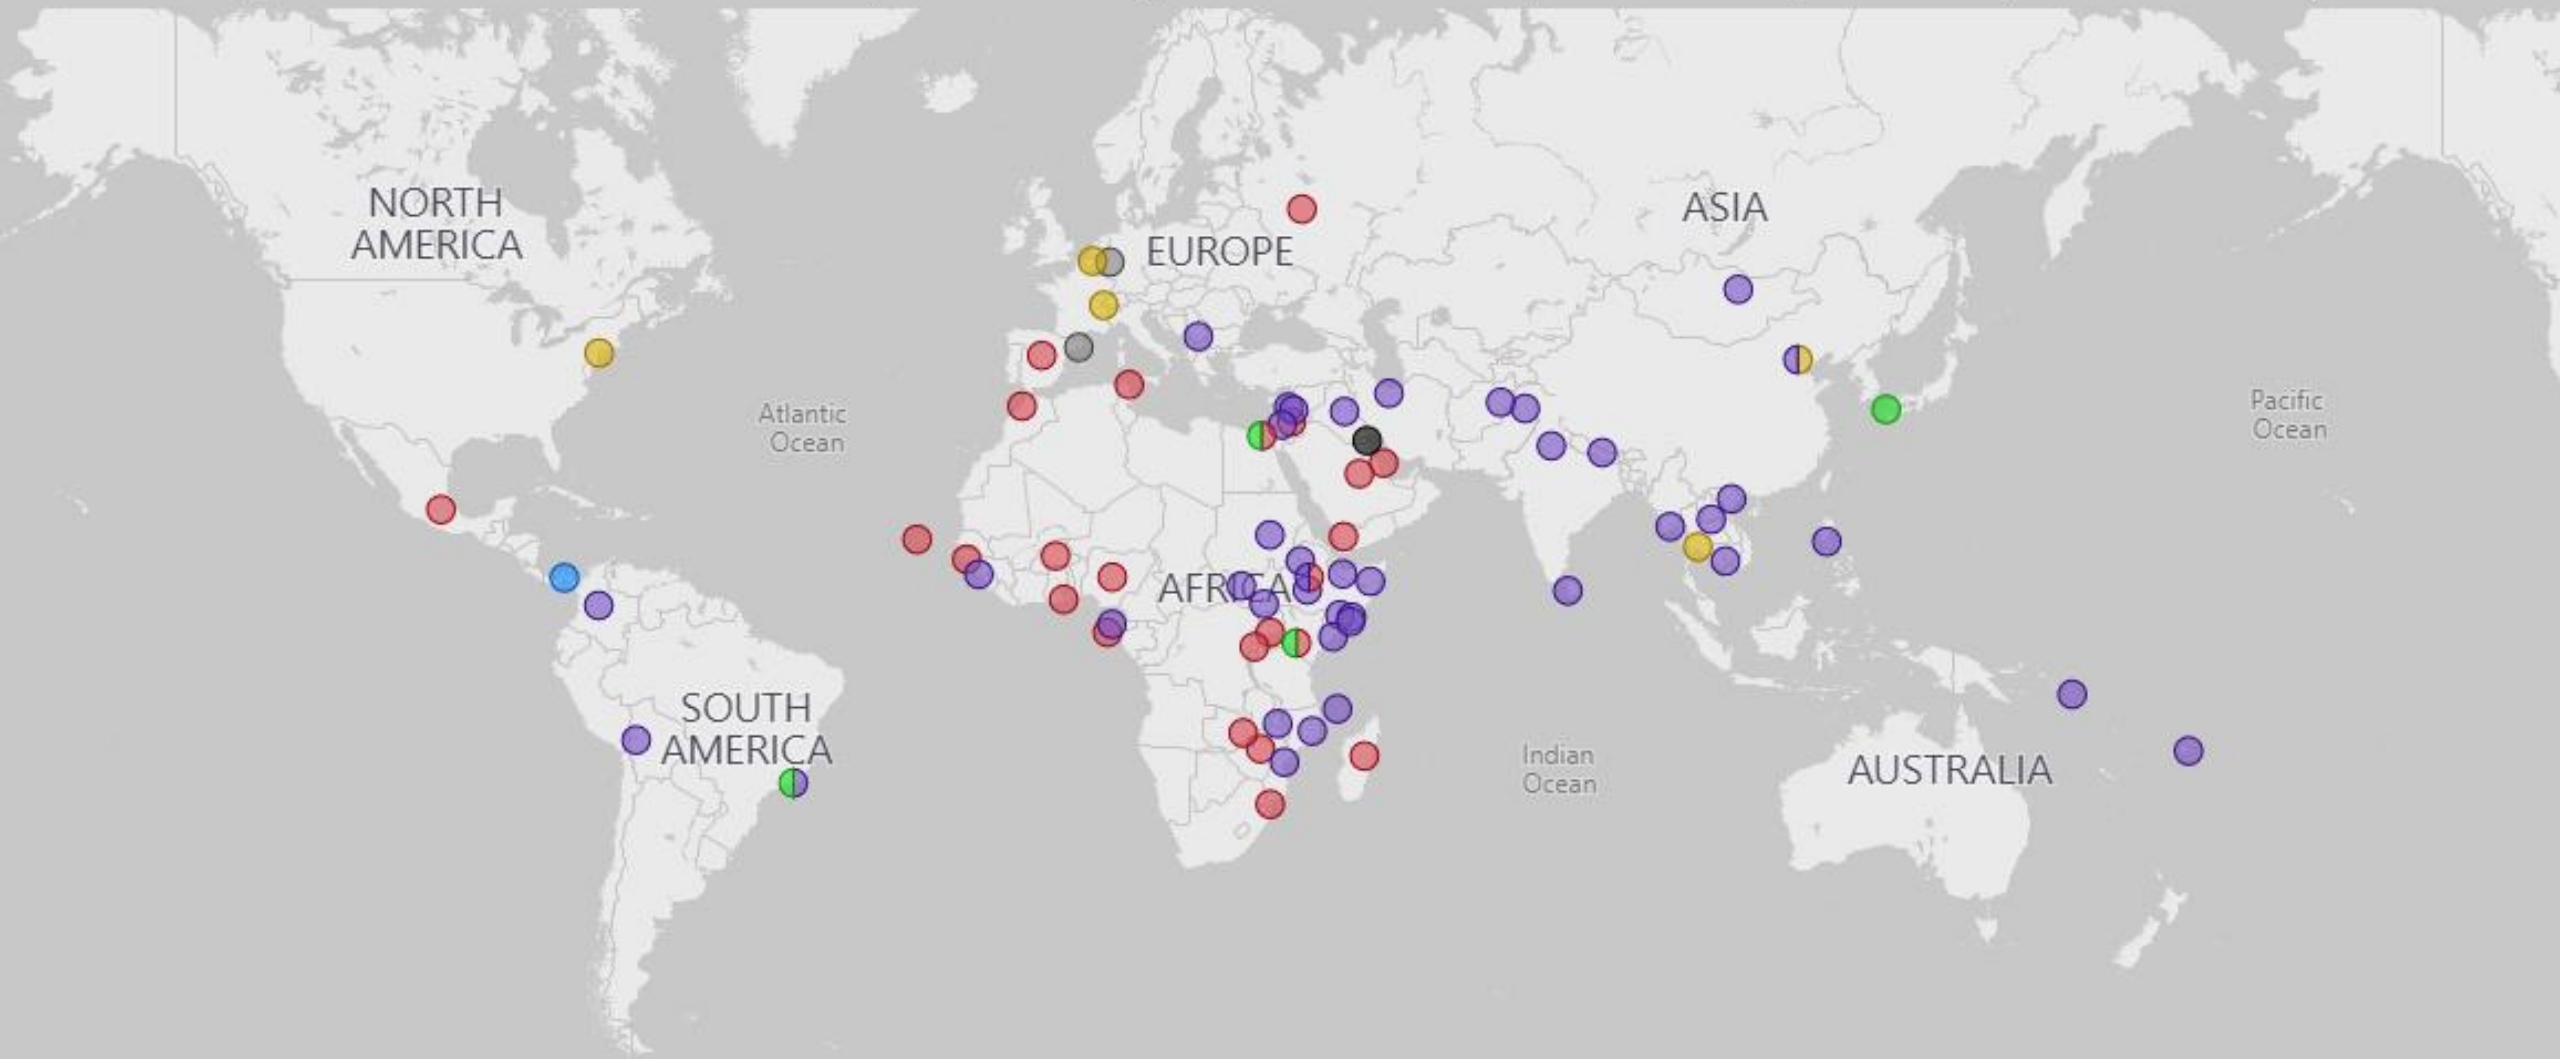 NORTH
AMERICA
EUROPE
ASIA
Atlantic
Ocean
Pacific
Ocean
AFRICA
SOUTH
AMERICA
Indian
Ocean
AUSTRALIA